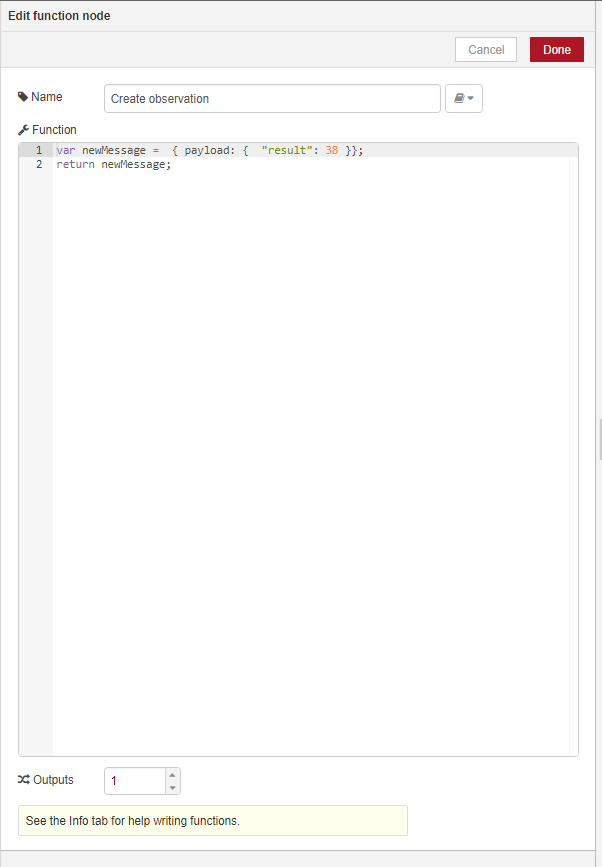 Edit function node
Cancel
Done
Name
Create observation
Function
1 var newMessage =  { payload: {  "result": 38 }};
2 return newMessage;
Outputs
1
See the Info tab for help writing functions.